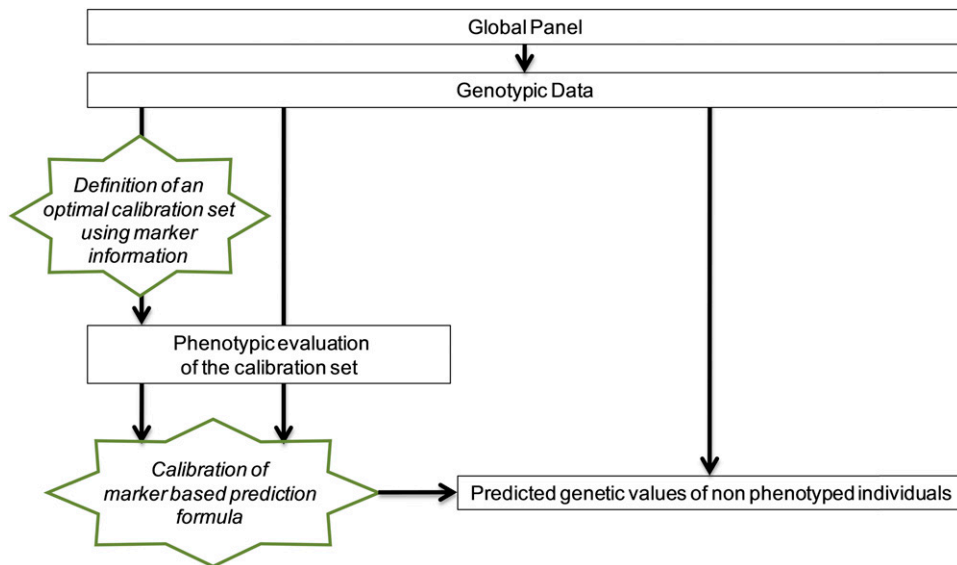 Global Panel
Genotypic Data
Definition of an
optimal calibration set
using marker
information
Phenotypic evaluation
of the calibration set
Calibration of
marker based prediction
formula
Predicted genetic values of non phenotyped individuals